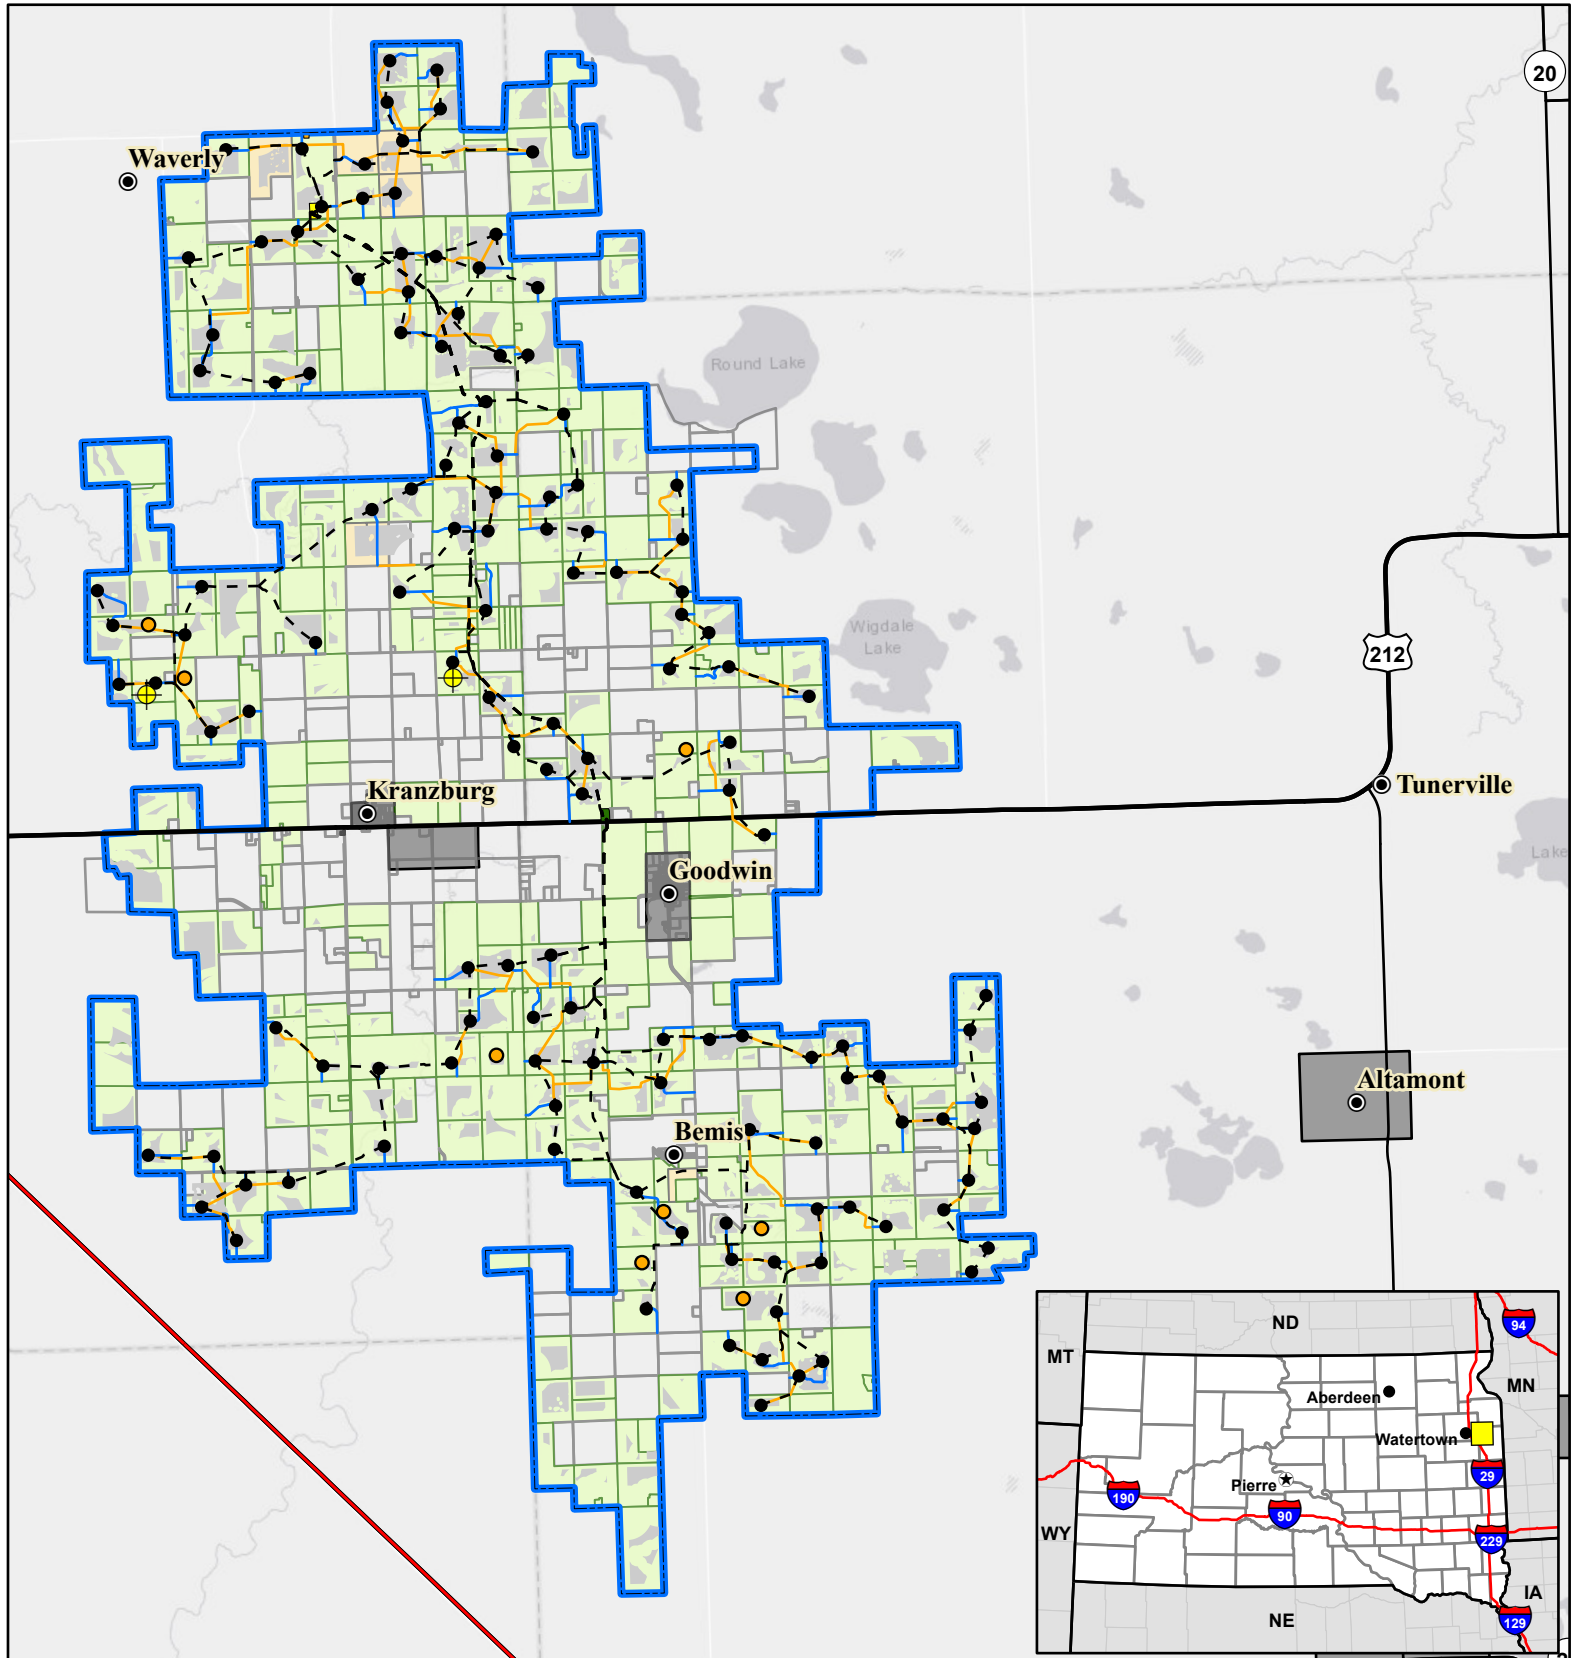 20
Waverly
Round Lake
Wigdale
Lake
212
Kranzburg
Tunerville
Goodwin
Lake
Altamont
Bemis
ND
94
MT
MN
Aberdeen
Watertown
29
Pierre
190
90
WY
229
IA
NE
129